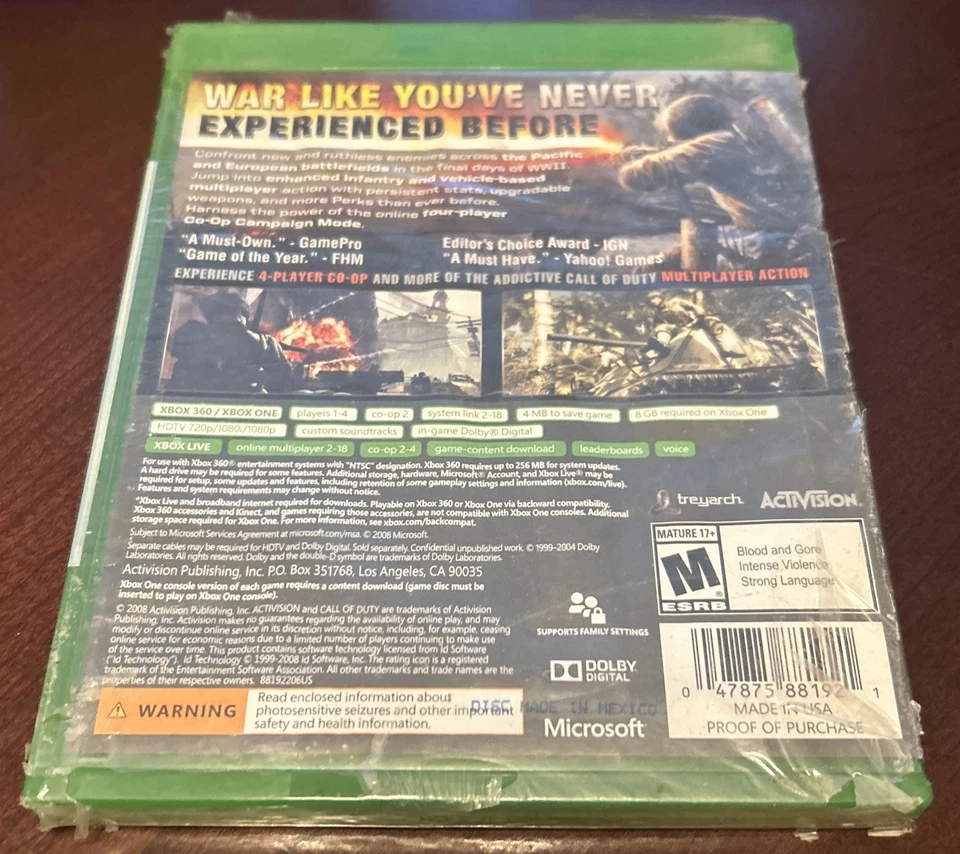 WAR LIKE YOU'VE NEVER
EXPERIENCED BEFORE
Confront new and ruthless enemies across the Pacific
and European battlefields in the final days of WWII.
Jump into enhanced Infantry and vehicle-based
multiplayer action with persistent stats, upgradable
weapons, and more Perks than ever before.
Harness the power of the online four-player
Co-Op Campaign Mode.
"A Must-Own." - GamePro
"Game of the Year." - FHM
Editor's Choice Award - IGN
"A Must Have." - Yahoo! Games
EXPERIENCE 4-PLAYER CO-OP AND MORE OF THE ADDICTIVE CALL OF DUTY MULTIPLAYER ACTION
XBOX 360 / XBOX ONE players 1-4 co-op 2 system link 2-18 4 MB to save game 8 GB required on Xbox One
HDTV 720p/1080i/1080p custom soundtracks in-game Dolby® Digital
XBOX LIVE online multiplayer 2-18 co-op 2-4 game-content download leaderboards voice
For use with Xbox 360® entertainment systems with "NTSC" designation. Xbox 360 requires up to 256 MB for system updates.
A hard drive may be required for some features. Additional storage, hardware, Microsoft® Account, and Xbox Live® may be
required for setup, some updates and features, including retention of some gameplay settings and information (xbox.com/live).
Features and system requirements may change without notice.
*Xbox Live and broadband internet required for downloads. Playable on Xbox 360 or Xbox One via backward compatibility.
Xbox 360 accessories and Kinect, and games requiring those accessories, are not compatible with Xbox One consoles. Additional
storage space required for Xbox One. For more information, see xbox.com/backcompat.
Subject to Microsoft Services Agreement at microsoft.com/msa. © 2008 Microsoft.
Separate cables may be required for HDTV and Dolby Digital. Sold separately. Confidential unpublished work. © 1999-2004 Dolby
Laboratories. All rights reserved. Dolby and the double-D symbol are trademarks of Dolby Laboratories.
Activision Publishing, Inc. P.O. Box 351768, Los Angeles, CA 90035
Xbox One console version of each game requires a content download (game disc must be
inserted to play on Xbox One console).
© 2008 Activision Publishing, Inc. ACTIVISION and CALL OF DUTY are trademarks of Activision
Publishing, Inc. Activision makes no guarantees regarding the availability of online play, and may
modify or discontinue online service in its discretion without notice, including, for example, ceasing
online service for economic reasons due to a limited number of players continuing to make use
of the service over time. This product contains software technology licensed from Id Software
("Id Technology"). Id Technology © 1999-2008 Id Software, Inc. The rating icon is a registered
trademark of the Entertainment Software Association. All other trademarks and trade names are the
properties of their respective owners. 88192206US
WARNING
Read enclosed information about
photosensitive seizures and other important
safety and health information.
DISC MADE IN MEXICO
treyarch
ACTIVISION
MATURE 17+
M®
ESRB
Blood and Gore
Intense Violence
Strong Language
SUPPORTS FAMILY SETTINGS
DOLBY
DIGITAL
Microsoft
0 47875 88192 1
MADE IN USA
PROOF OF PURCHASE